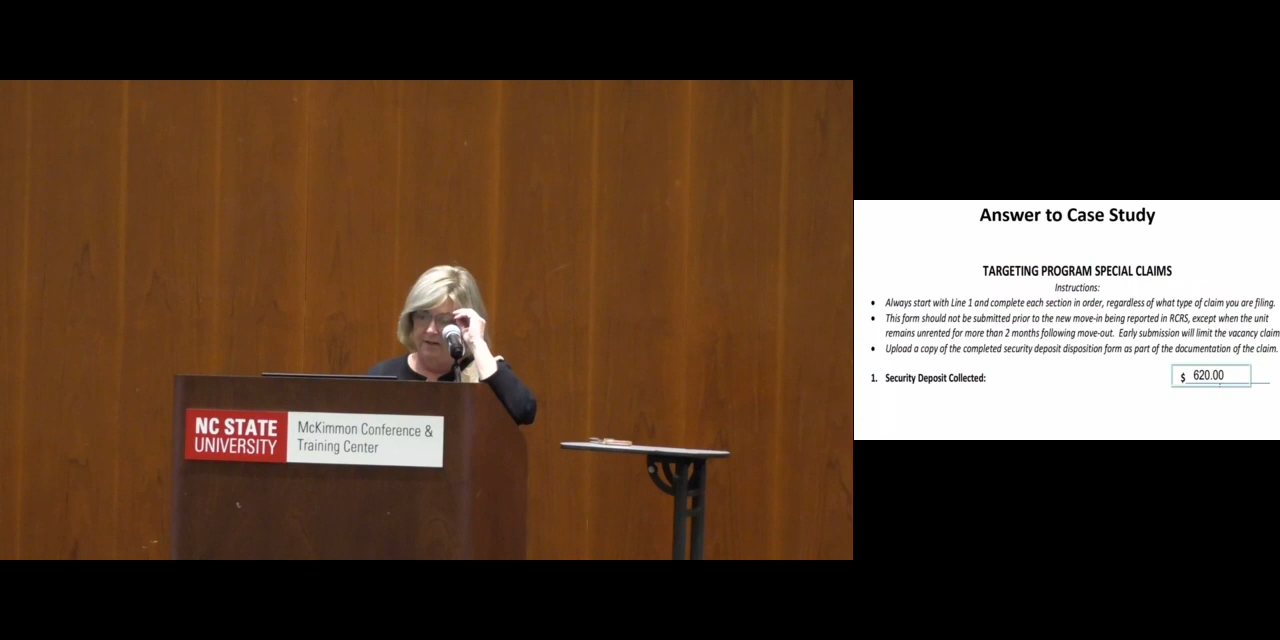 NC STATE
UNIVERSITY
McKimmon Conference &
Training Center
Answer to Case Study
TARGETING PROGRAM SPECIAL CLAIMS
Instructions:
• Always start with Line 1 and complete each section in order, regardless of what type of claim you are filing.
• This form should not be submitted prior to the new move-in being reported in RCRS, except when the unit
remains unrented for more than 2 months following move-out. Early submission will limit the vacancy claim
• Upload a copy of the completed security deposit disposition form as part of the documentation of the claim.
1. Security Deposit Collected: $ 620.00